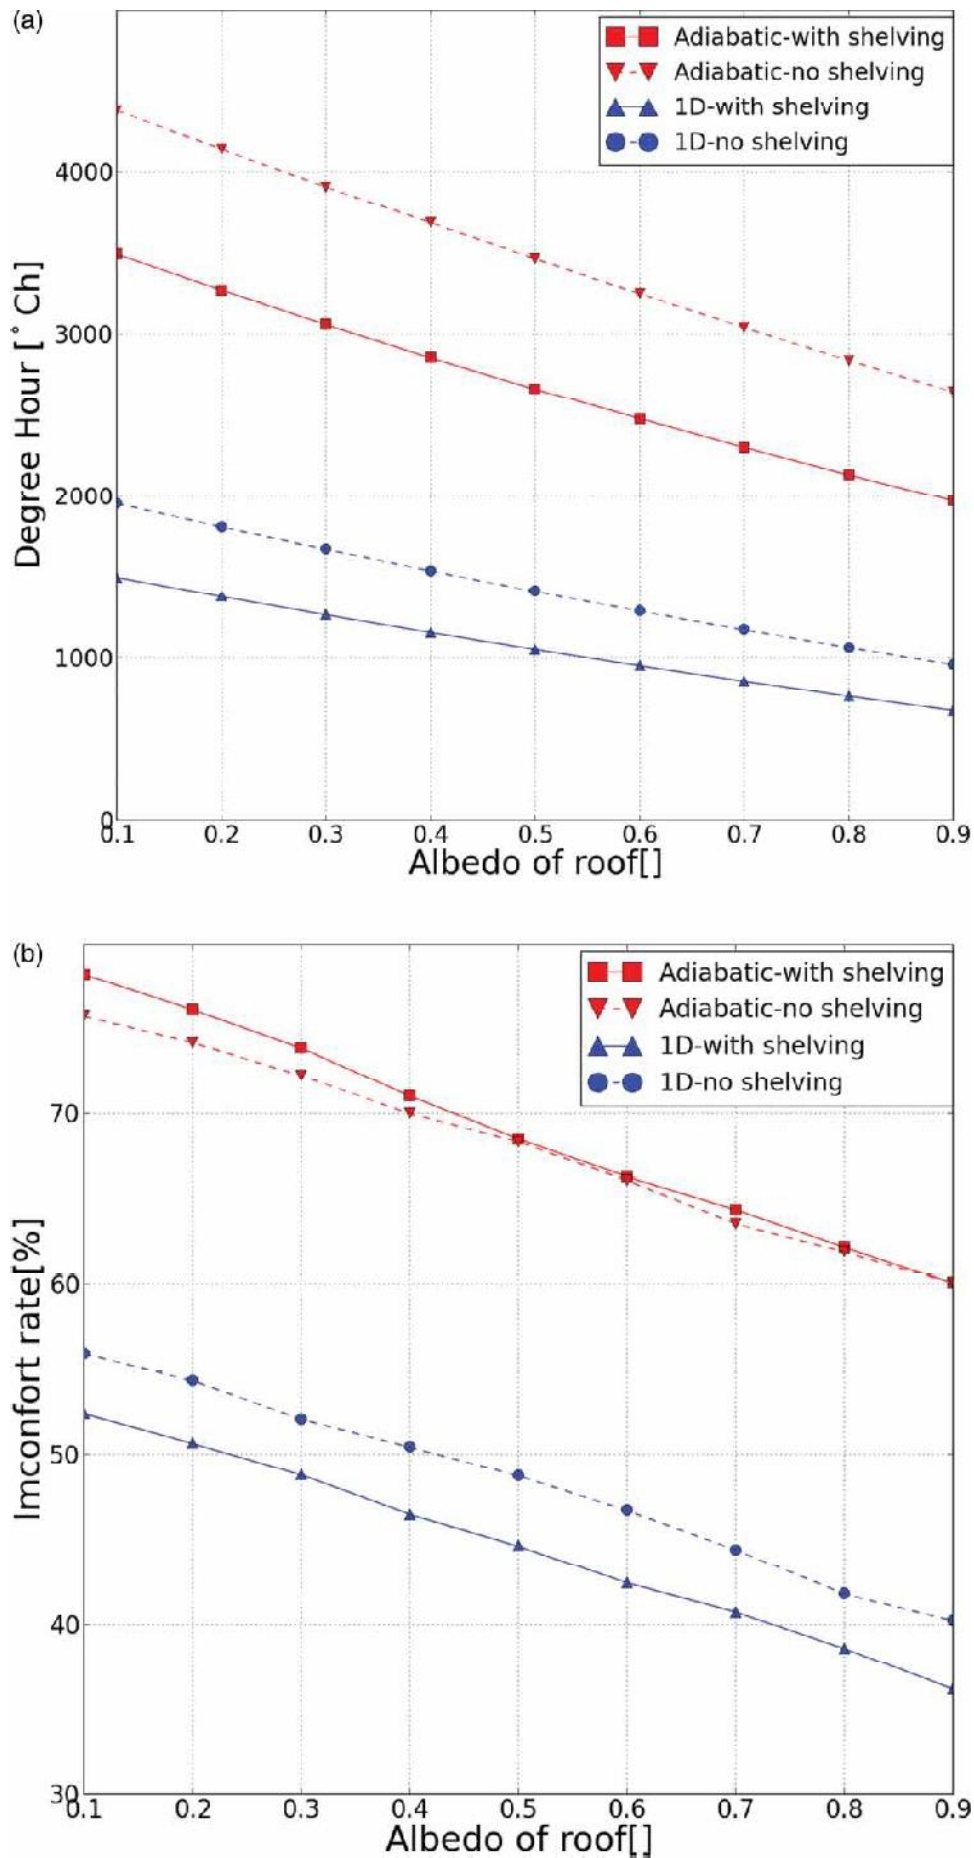 (a)
Adiabatic-with shelving
Adiabatic-no shelving
1D-with shelving
1D-no shelving
4000
3000
2000
1000
0
Degree Hour [° Ch]
0.1 0.2 0.3 0.4 0.5 0.6 0.7 0.8 0.9
Albedo of roof[]
(b)
Adiabatic-with shelving
Adiabatic-no shelving
1D-with shelving
1D-no shelving
70
60
50
40
30
Imconfort rate[%]
0.1 0.2 0.3 0.4 0.5 0.6 0.7 0.8 0.9
Albedo of roof[]